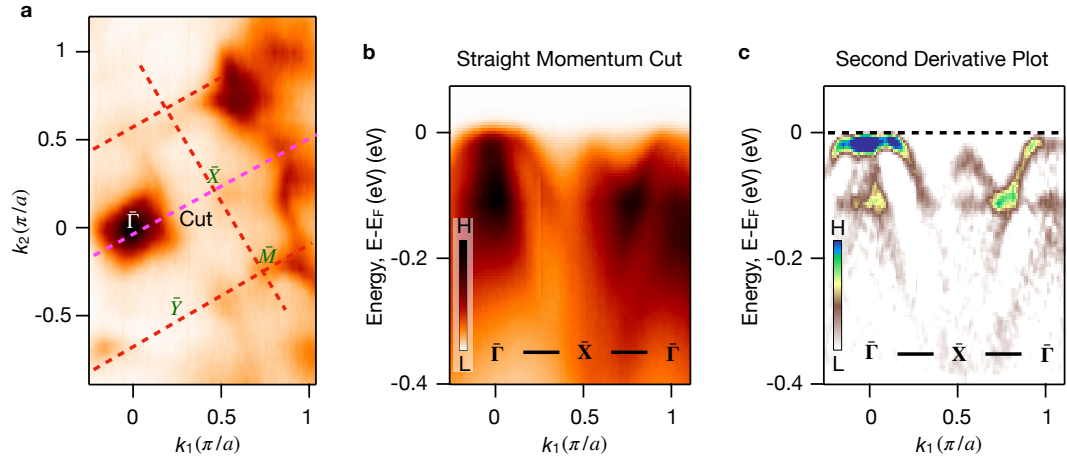 a
k₂(π/a)
1
0.5
0
-0.5
Γ̄
X̄
Cut
M̄
Ȳ
0
0.5
1
k₁(π/a)
b
Straight Momentum Cut
Energy, E-EF (eV) (eV)
0
-0.2
-0.4
H
L
Γ̄ — X̄ — Γ̄
0
0.5
1
k₁(π/a)
c
Second Derivative Plot
Energy, E-EF (eV) (eV)
0
-0.2
-0.4
H
L
Γ̄ — X̄ — Γ̄
0
0.5
1
k₁(π/a)